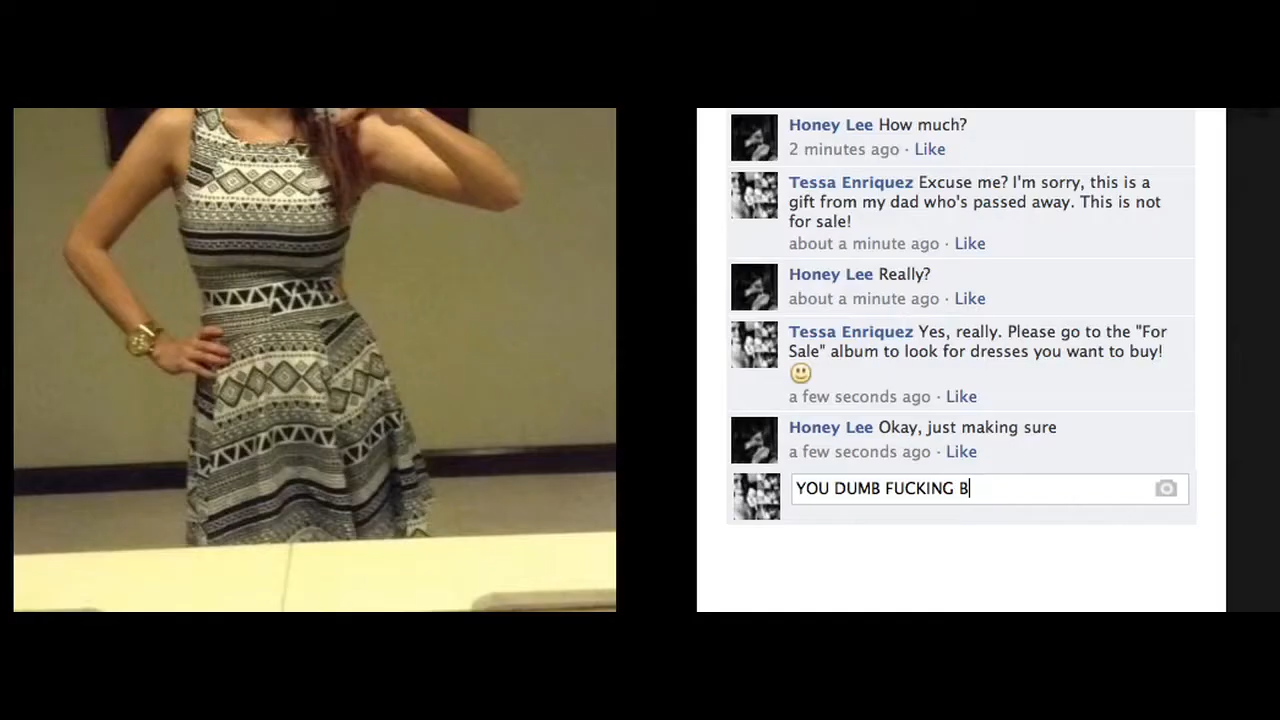 Honey Lee How much?
2 minutes ago · Like
Tessa Enriquez Excuse me? I'm sorry, this is a
gift from my dad who's passed away. This is not
for sale!
about a minute ago · Like
Honey Lee Really?
about a minute ago · Like
Tessa Enriquez Yes, really. Please go to the "For
Sale" album to look for dresses you want to buy!
a few seconds ago · Like
Honey Lee Okay, just making sure
a few seconds ago · Like
YOU DUMB FUCKING B